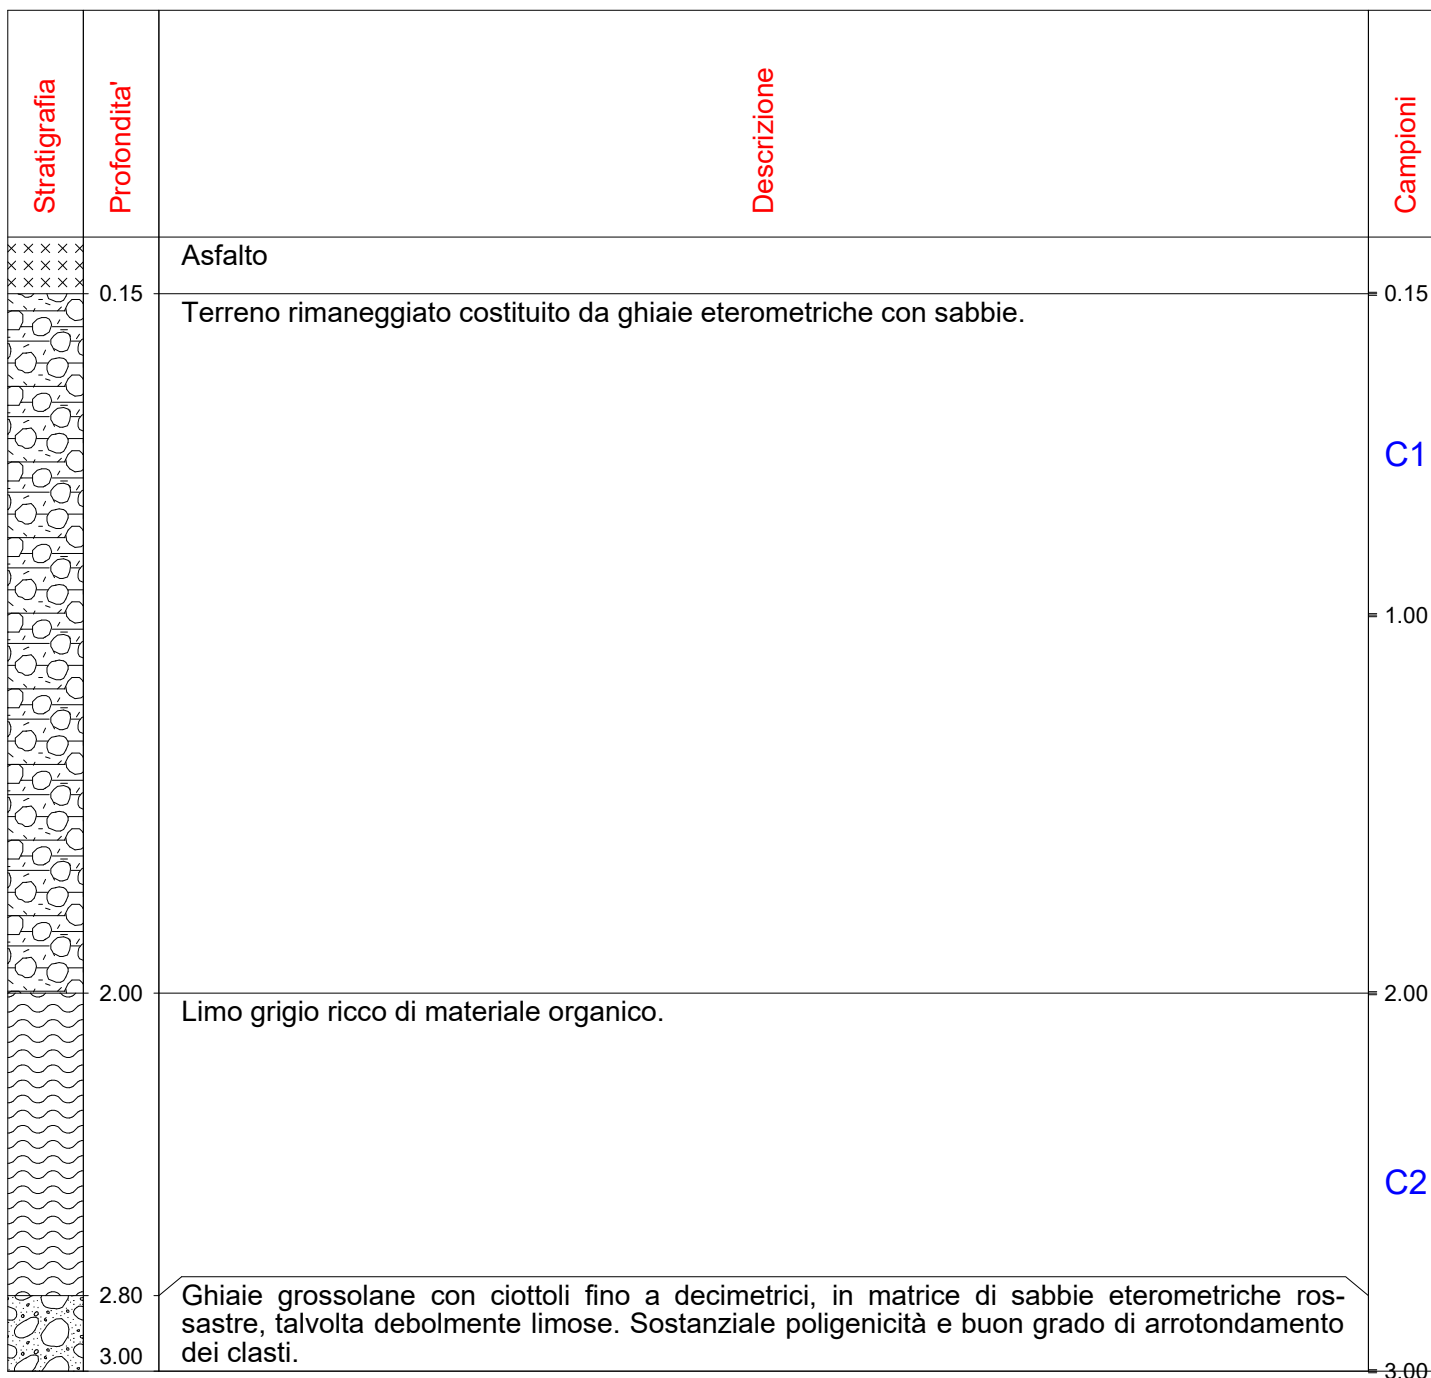 Stratigrafia
Profondita'
Descrizione
Campioni
Asfalto
0.15
0.15
Terreno rimaneggiato costituito da ghiaie eterometriche con sabbie.
C1
1.00
2.00
2.00
Limo grigio ricco di materiale organico.
C2
2.80
Ghiaie grossolane con ciottoli fino a decimetrici, in matrice di sabbie eterometriche ros-
sastre, talvolta debolmente limose. Sostanziale poligenicità e buon grado di arrotondamento
dei clasti.
3.00
3.00